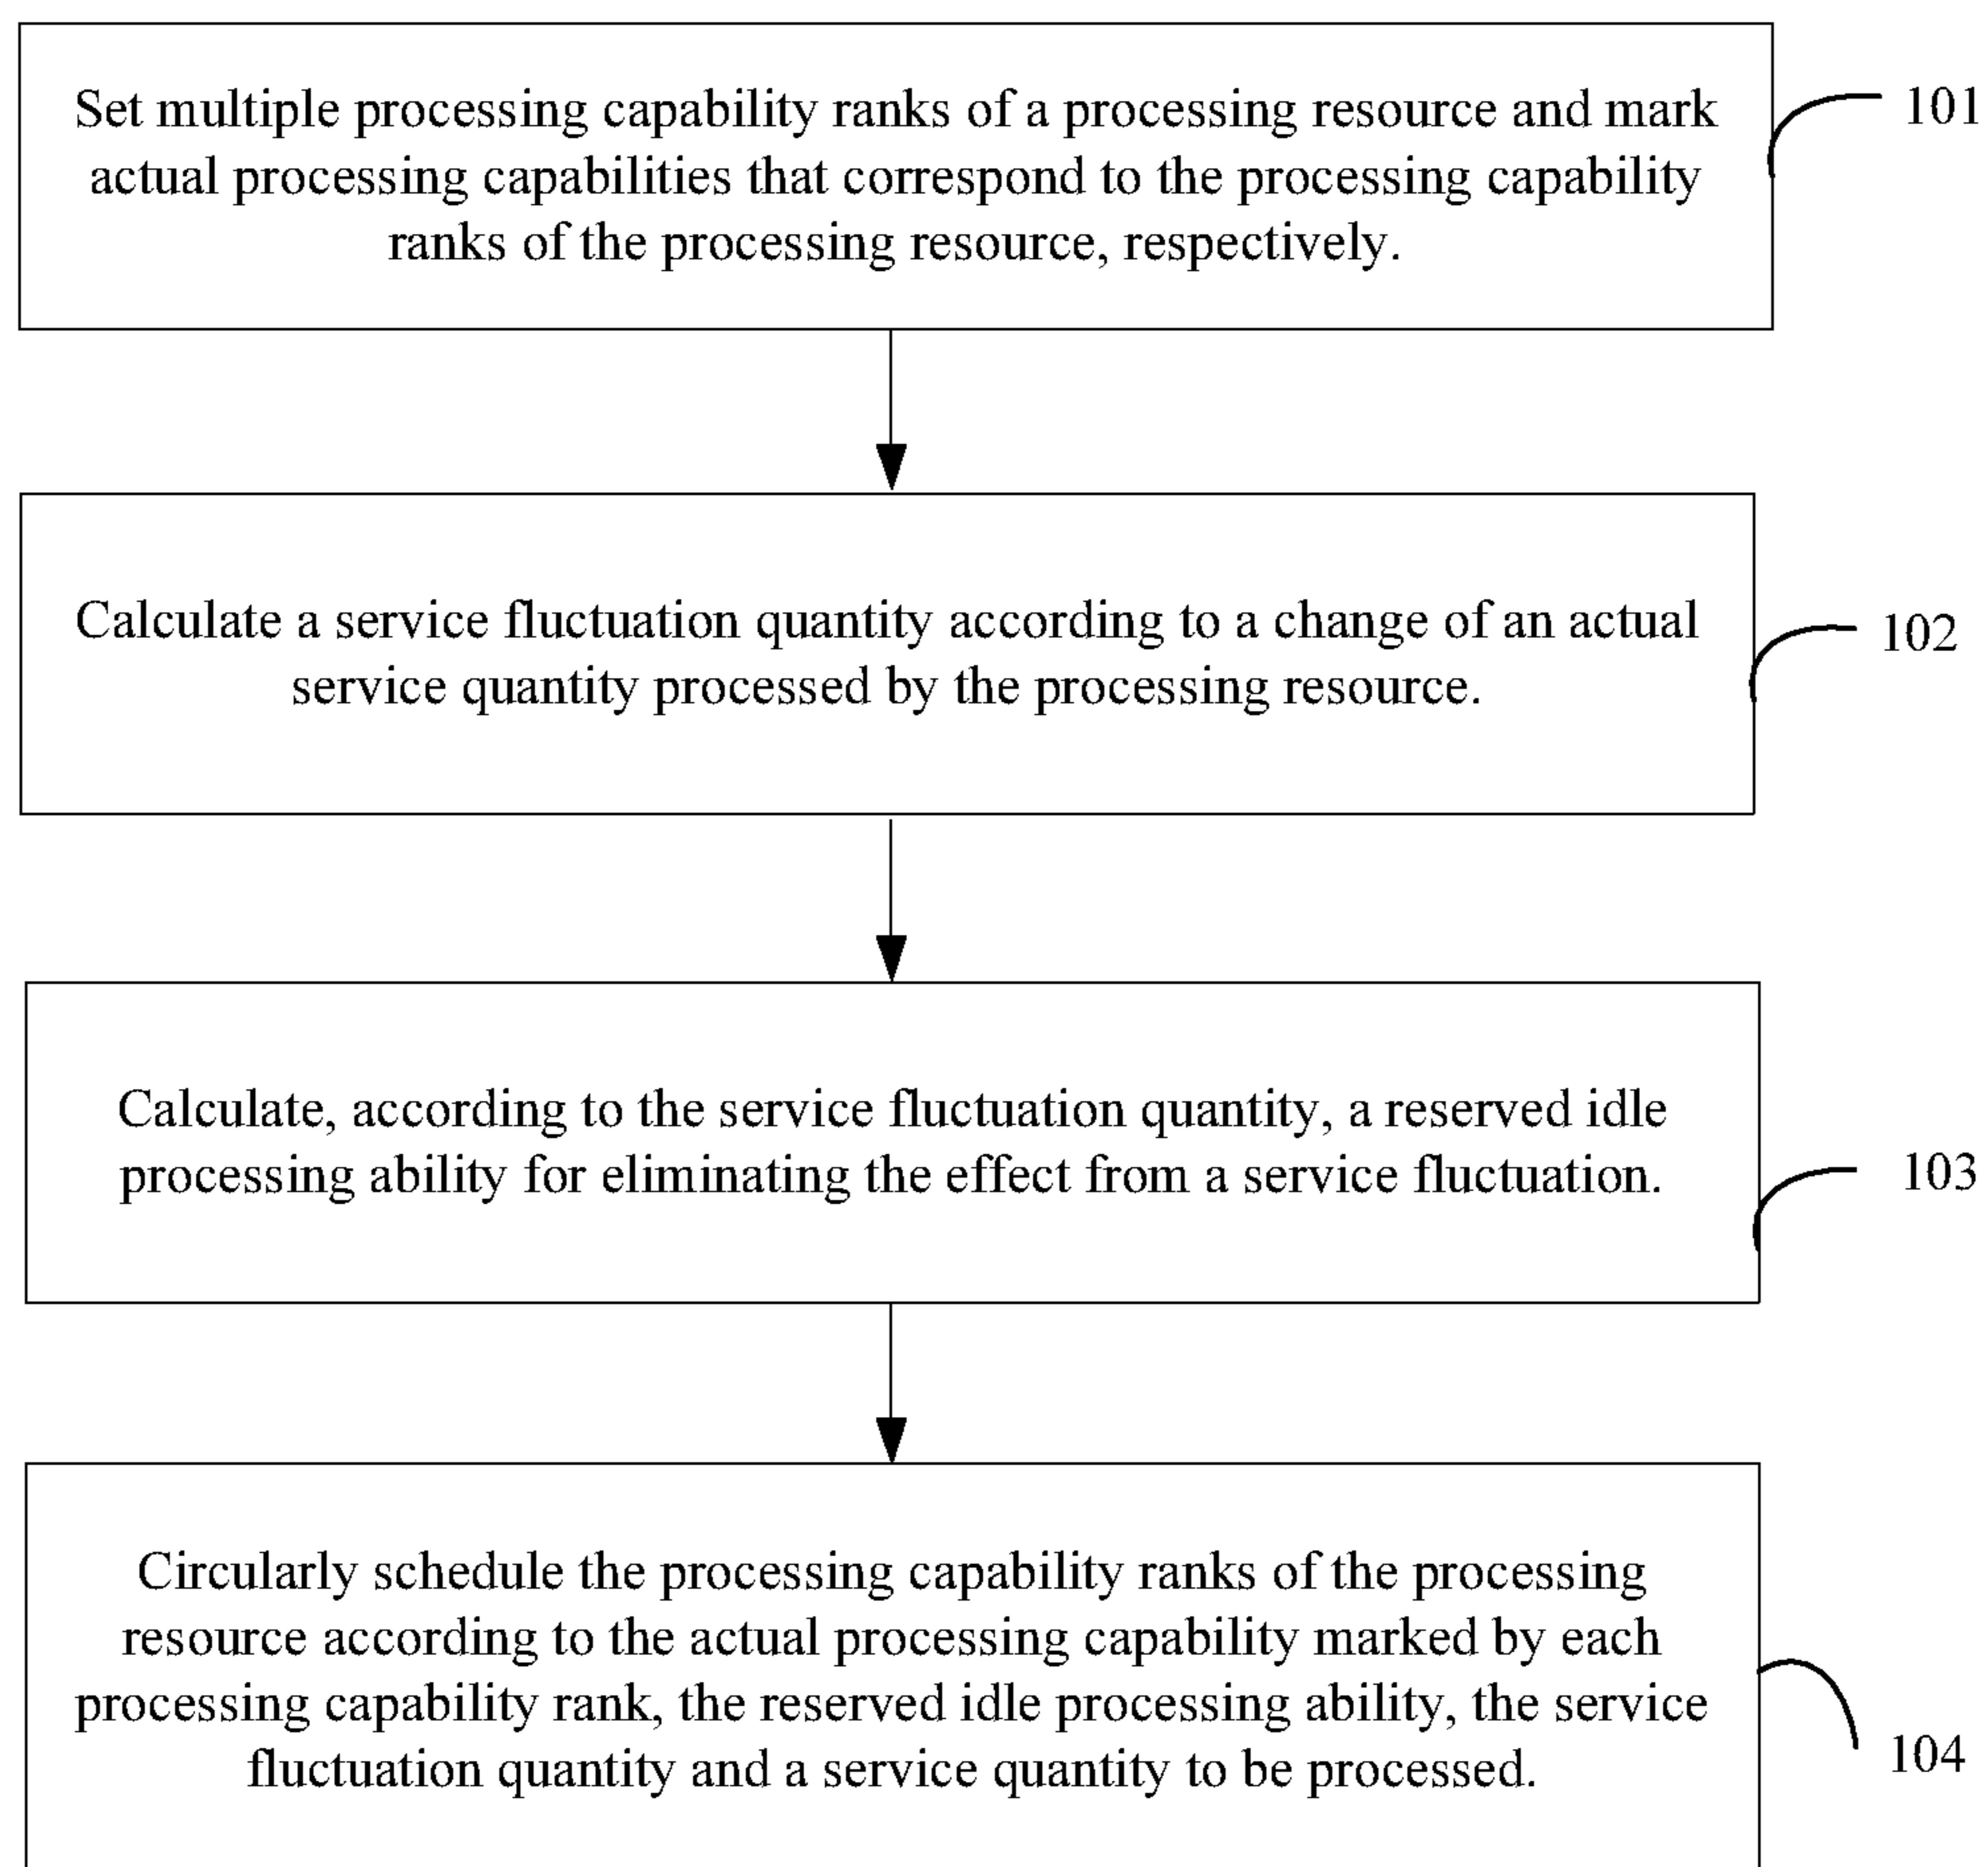 Set multiple processing capability ranks of a processing resource and mark
actual processing capabilities that correspond to the processing capability
ranks of the processing resource, respectively.
101
Calculate a service fluctuation quantity according to a change of an actual
service quantity processed by the processing resource.
102
Calculate, according to the service fluctuation quantity, a reserved idle
processing ability for eliminating the effect from a service fluctuation.
103
Circularly schedule the processing capability ranks of the processing
resource according to the actual processing capability marked by each
processing capability rank, the reserved idle processing ability, the service
fluctuation quantity and a service quantity to be processed.
104